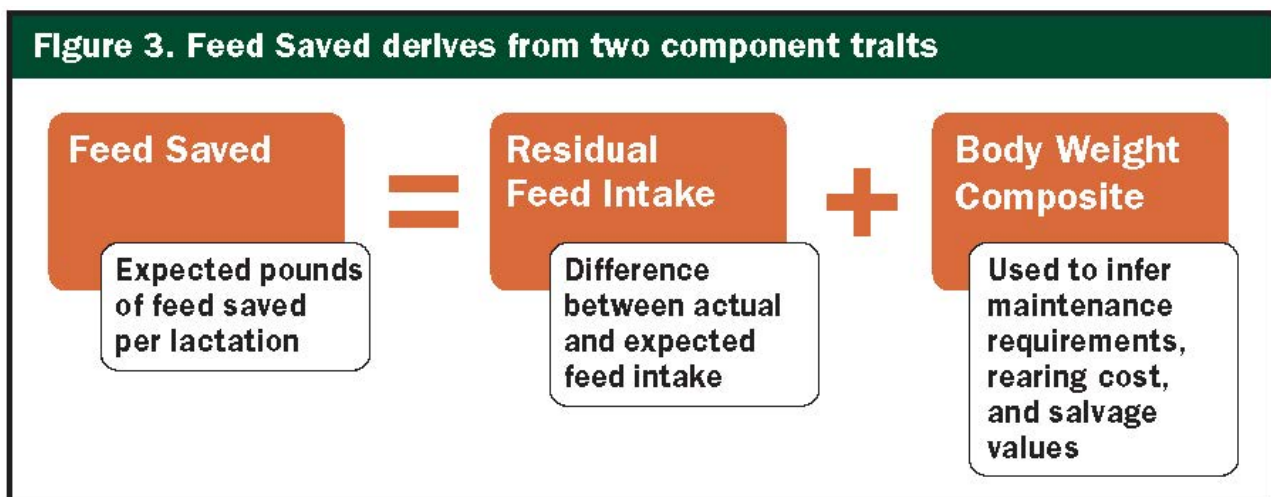 Figure 3. Feed Saved derives from two component traits
Feed Saved
Expected pounds
of feed saved
per lactation
=
Residual
Feed Intake
Difference
between actual
and expected
feed intake
+
Body Weight
Composite
Used to infer
maintenance
requirements,
rearing cost,
and salvage
values